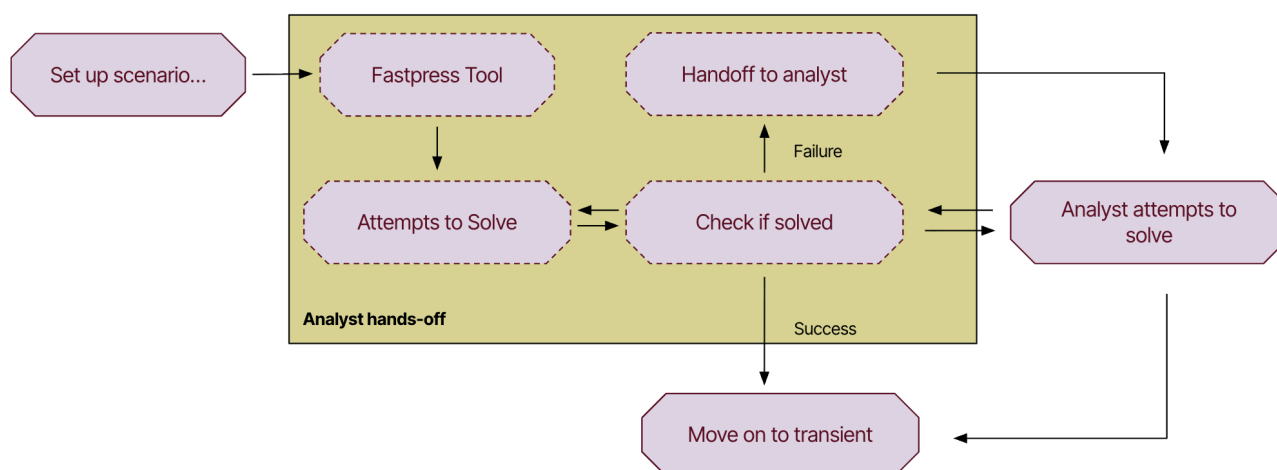 Set up scenario...
Fastpress Tool
Handoff to analyst
Failure
Attempts to Solve
Check if solved
Analyst attempts to
solve
Analyst hands-off
Success
Move on to transient